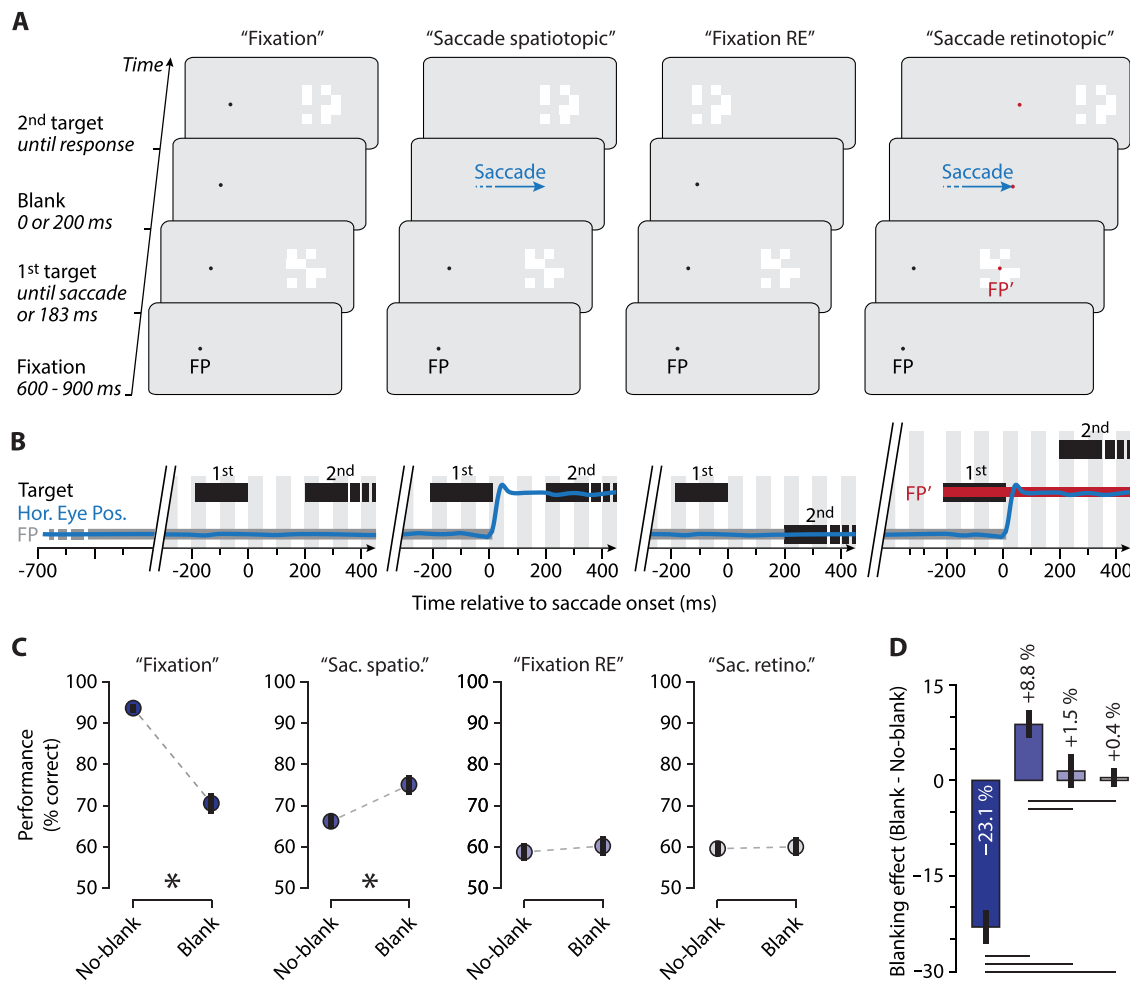 A
"Fixation"
"Saccade spatiotopic"
"Fixation RE"
"Saccade retinotopic"
Time
2nd target
until response
Blank
0 or 200 ms
1st target
until saccade
or 183 ms
Fixation
600 - 900 ms
Saccade
Saccade
FP'
FP
FP
FP
FP
B
Target
Hor. Eye Pos.
FP
1st
2nd
1st
2nd
1st
2nd
FP'
1st
2nd
-700
-200 0 200 400
-200 0 200 400
-200 0 200 400
-200 0 200 400
Time relative to saccade onset (ms)
C
"Fixation"
"Sac. spatio."
"Fixation RE"
"Sac. retino."
Performance
(% correct)
100
90
80
70
60
50
*
No-blank
Blank
100
90
80
70
60
50
*
No-blank
Blank
100
90
80
70
60
50
No-blank
Blank
100
90
80
70
60
50
No-blank
Blank
D
Blanking effect (Blank - No-blank)
15
0
−15
−30
−23.1 %
+8.8 %
+1.5 %
+0.4 %